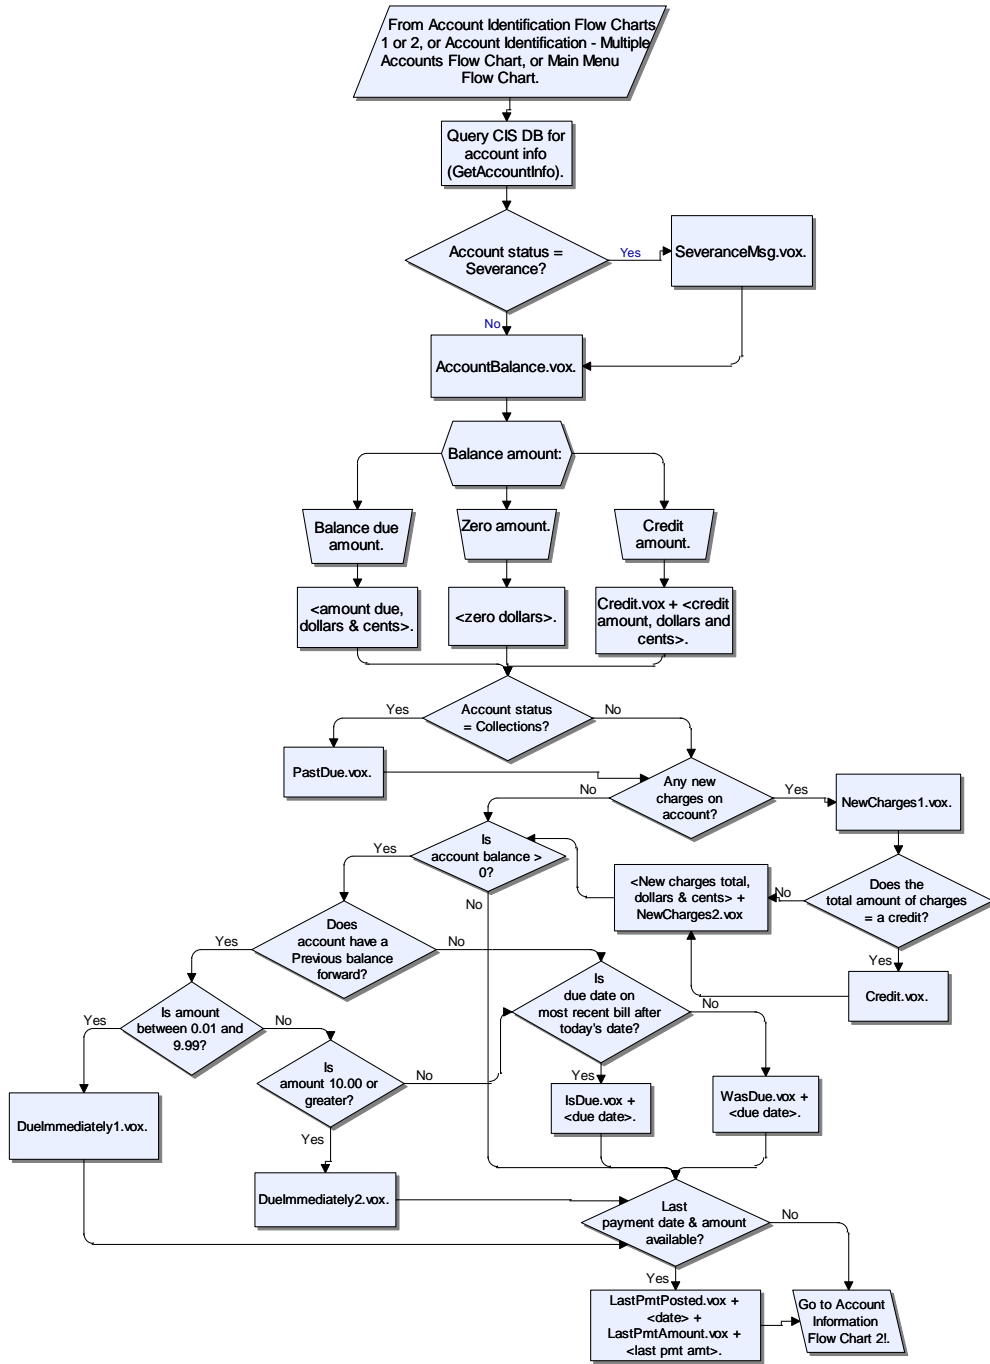 From Account Identification Flow Charts
1 or 2, or Account Identification - Multiple
Accounts Flow Chart, or Main Menu
Flow Chart.
Query CIS DB for
account info
(GetAccountInfo).
Account status =
Severance?
Yes
SeveranceMsg.vox.
No
AccountBalance.vox.
Balance amount:
Balance due
amount.
Zero amount.
Credit
amount.
<amount due,
dollars & cents>.
<zero dollars>.
Credit.vox + <credit
amount, dollars and
cents>.
Account status
= Collections?
Yes
No
PastDue.vox.
Any new
charges on
account?
No
Yes
NewCharges1.vox.
Is
account balance >
0?
Yes
No
<New charges total,
dollars & cents> +
NewCharges2.vox
No
Does the
total amount of charges
= a credit?
Yes
Credit.vox.
Does
account have a
Previous balance
forward?
Yes
No
Is
due date on
most recent bill after
today's date?
No
Yes
Is amount
between 0.01 and
9.99?
Yes
No
Is
amount 10.00 or
greater?
No
Yes
DueImmediately1.vox.
IsDue.vox +
<due date>.
WasDue.vox +
<due date>.
DueImmediately2.vox.
Last
payment date & amount
available?
No
Yes
LastPmtPosted.vox +
<date> +
LastPmtAmount.vox +
<last pmt amt>.
Go to Account
Information
Flow Chart 2!.